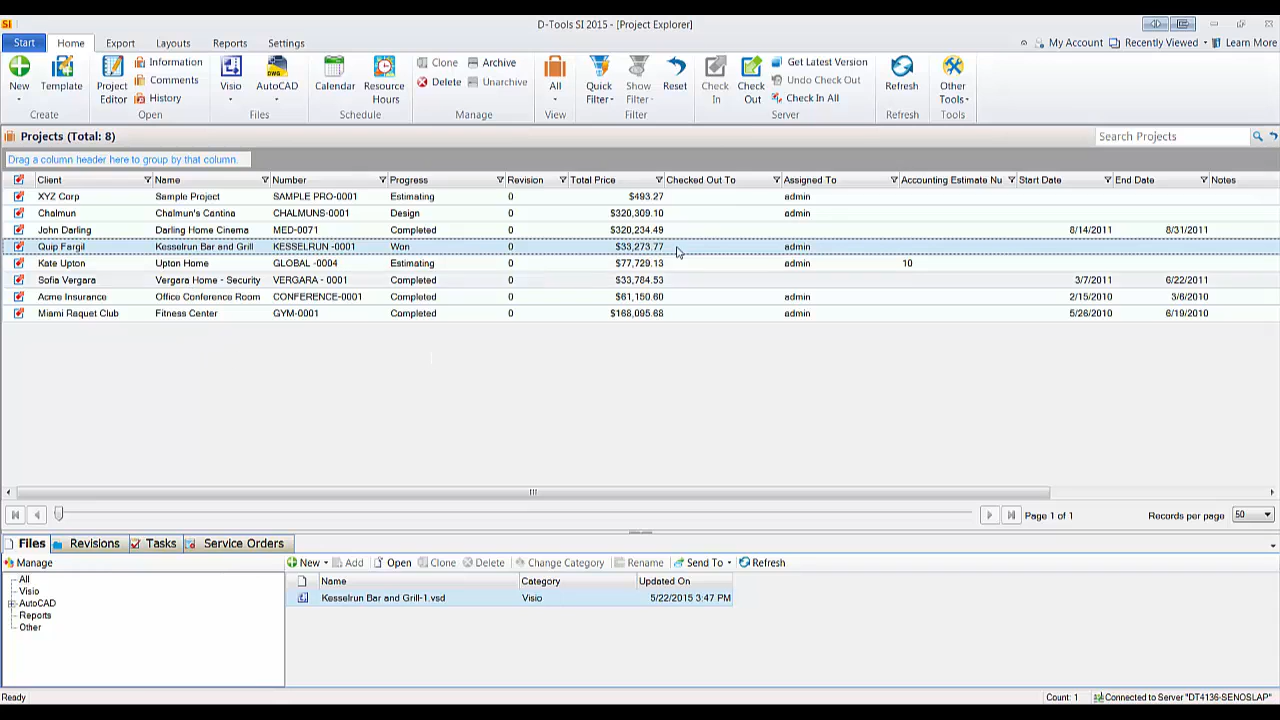 SI
D-Tools SI 2015 - [Project Explorer]
Start Home Export Layouts Reports Settings
My Account Recently Viewed Learn More
New Template Project Editor Information Comments History Visio AutoCAD Calendar Resource Hours Clone Archive Delete Unarchive All Quick Filter Show Filter Reset Check In Check Out Get Latest Version Undo Check Out Check In All Refresh Other Tools
Create Open Files Schedule Manage View Filter Server Refresh Tools
Projects (Total: 8)
Search Projects
Drag a column header here to group by that column.
Client Name Number Progress Revision Total Price Checked Out To Assigned To Accounting Estimate Nu Start Date End Date Notes
XYZ Corp Sample Project SAMPLE PRO-0001 Estimating 0 $493.27 admin
Chalmun Chalmun's Cantina CHALMUNS-0001 Design 0 $320,309.10 admin
John Darling Darling Home Cinema MED-0071 Completed 0 $320,234.49 8/14/2011 8/31/2011
Quip Fargil Kesselrun Bar and Grill KESSELRUN -0001 Won 0 $33,273.77 admin
Kate Upton Upton Home GLOBAL -0004 Estimating 0 $77,729.13 admin 10
Sofia Vergara Vergara Home - Security VERGARA - 0001 Completed 0 $33,784.53 3/7/2011 6/22/2011
Acme Insurance Office Conference Room CONFERENCE-0001 Completed 0 $61,150.60 admin 2/15/2010 3/6/2010
Miami Raquet Club Fitness Center GYM-0001 Completed 0 $168,095.68 admin 5/26/2010 6/19/2010
Page 1 of 1 Records per page 50
Files Revisions Tasks Service Orders
Manage New Add Open Clone Delete Change Category Rename Send To Refresh
All
Visio
AutoCAD
Reports
Other
Name Category Updated On
Kesselrun Bar and Grill-1.vsd Visio 5/22/2015 3:47 PM
Ready Count: 1 Connected to Server "DT4136-SENOSLAP"